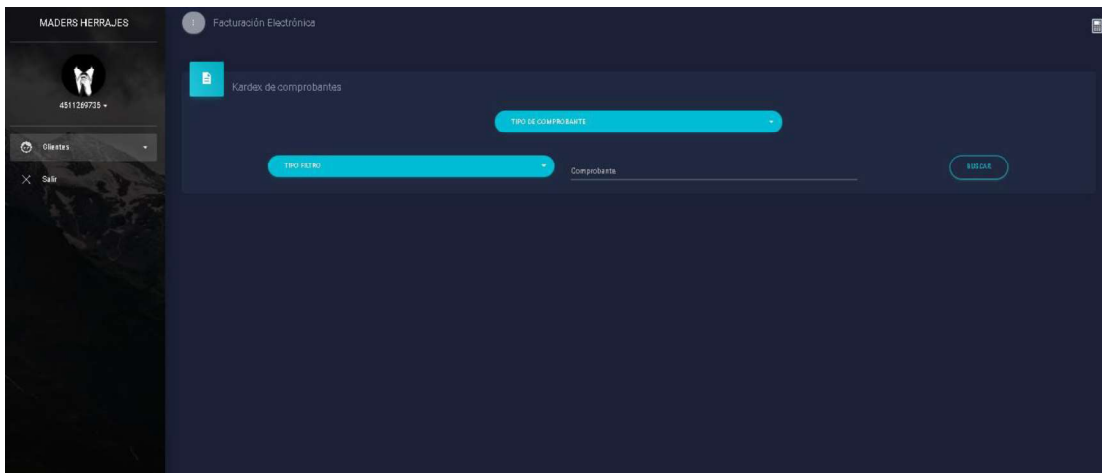 MADERS HERRAJES
Facturación Electrónica
4511269735
Kardex de comprobantes
TIPO DE COMPROBANTE
Clientes
TIPO FILTRO
Comprobante
BUSCAR
Salir